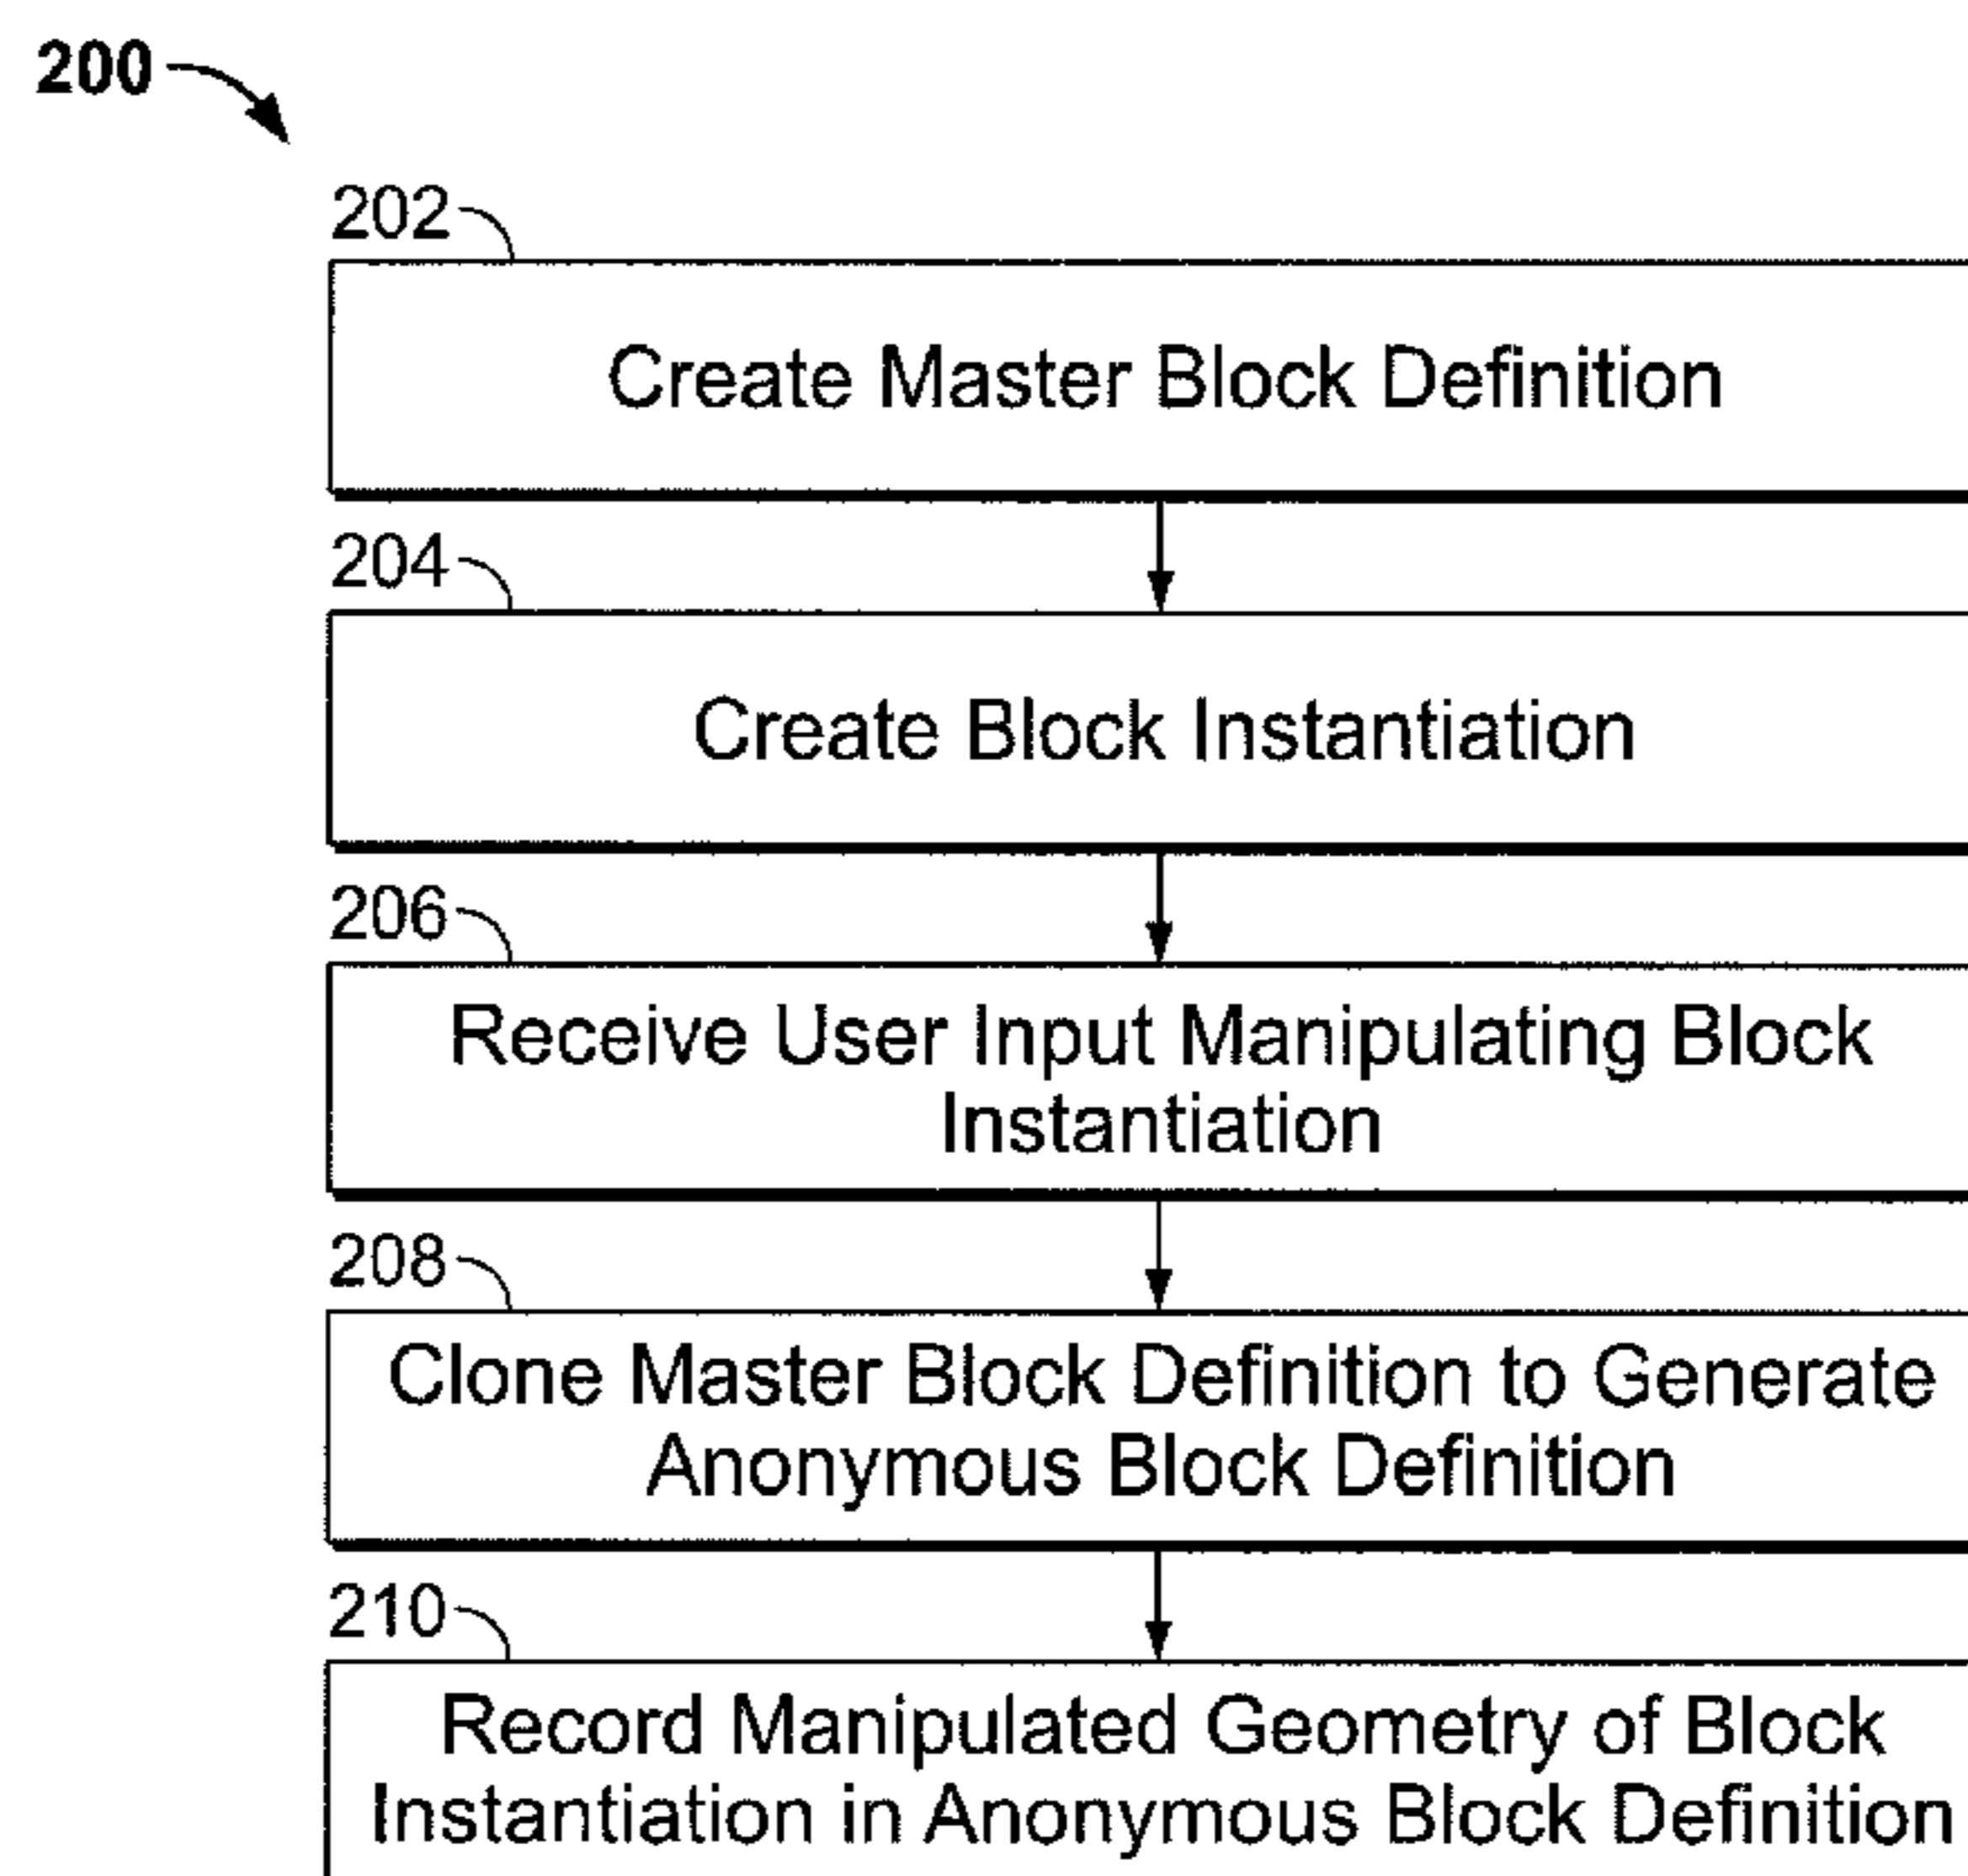 200
202
Create Master Block Definition
204
Create Block Instantiation
206
Receive User Input Manipulating Block
Instantiation
208
Clone Master Block Definition to Generate
Anonymous Block Definition
210
Record Manipulated Geometry of Block
Instantiation in Anonymous Block Definition